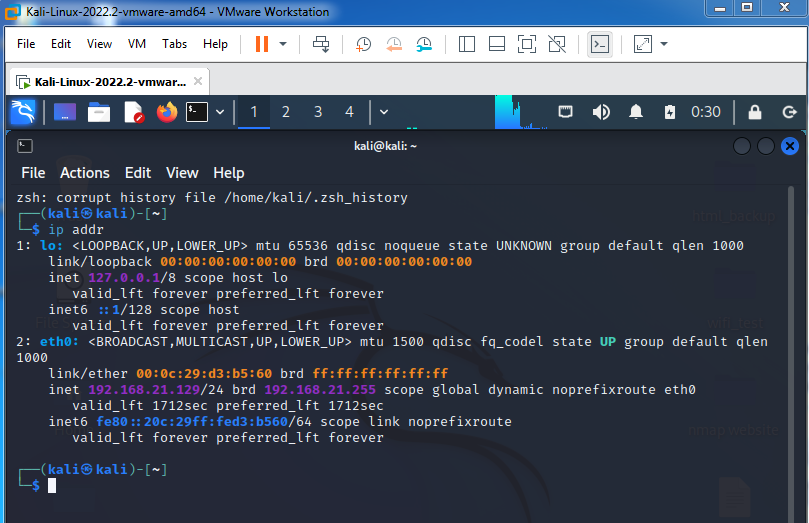 Kali-Linux-2022.2-vmware-amd64 - VMware Workstation
File Edit View VM Tabs Help
Kali-Linux-2022.2-vmwar...
1 2 3 4 0:30
kali@kali: ~
File Actions Edit View Help
zsh: corrupt history file /home/kali/.zsh_history
┌──(kali㉿kali)-[~]
└─$ ip addr
1: lo: <LOOPBACK,UP,LOWER_UP> mtu 65536 qdisc noqueue state UNKNOWN group default qlen 1000
link/loopback 00:00:00:00:00:00 brd 00:00:00:00:00:00
inet 127.0.0.1/8 scope host lo
valid_lft forever preferred_lft forever
inet6 ::1/128 scope host
valid_lft forever preferred_lft forever
2: eth0: <BROADCAST,MULTICAST,UP,LOWER_UP> mtu 1500 qdisc fq_codel state UP group default qlen
1000
link/ether 00:0c:29:d3:b5:60 brd ff:ff:ff:ff:ff:ff
inet 192.168.21.129/24 brd 192.168.21.255 scope global dynamic noprefixroute eth0
valid_lft 1712sec preferred_lft 1712sec
inet6 fe80::20c:29ff:fed3:b560/64 scope link noprefixroute
valid_lft forever preferred_lft forever
┌──(kali㉿kali)-[~]
└─$